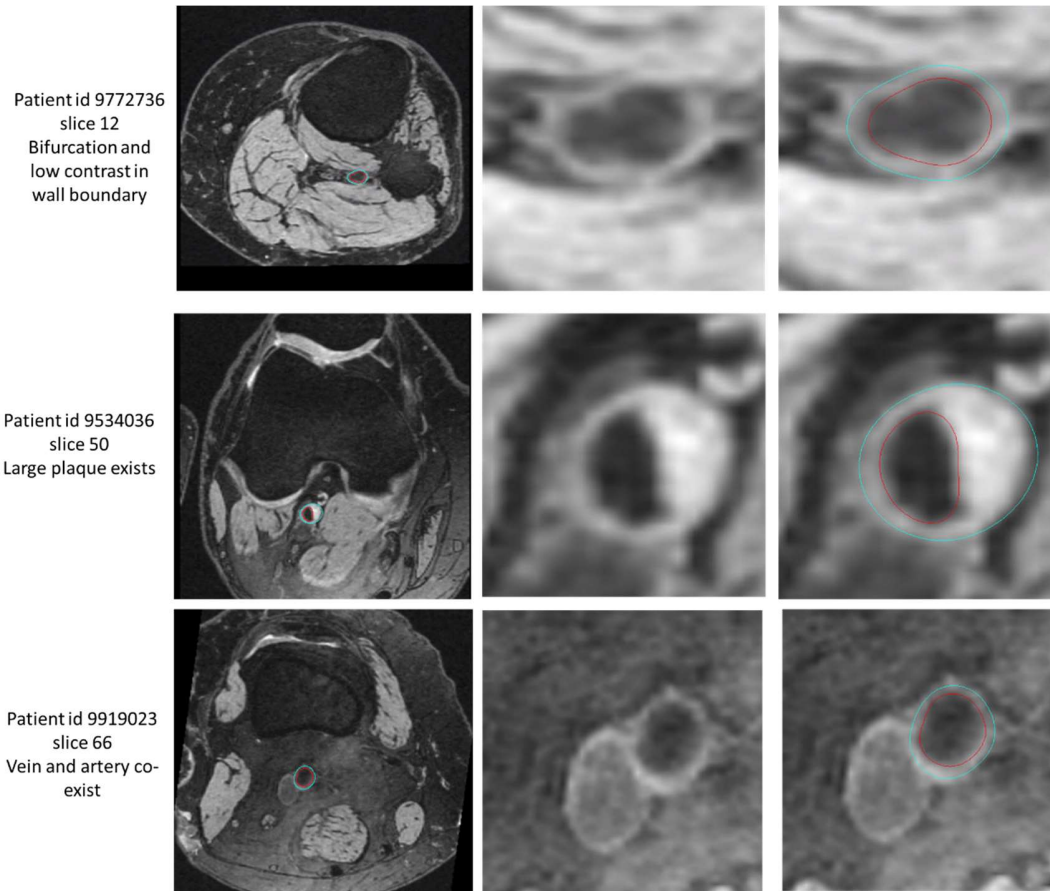 Patient id 9772736
slice 12
Bifurcation and
low contrast in
wall boundary
Patient id 9534036
slice 50
Large plaque exists
Patient id 9919023
slice 66
Vein and artery co-
exist